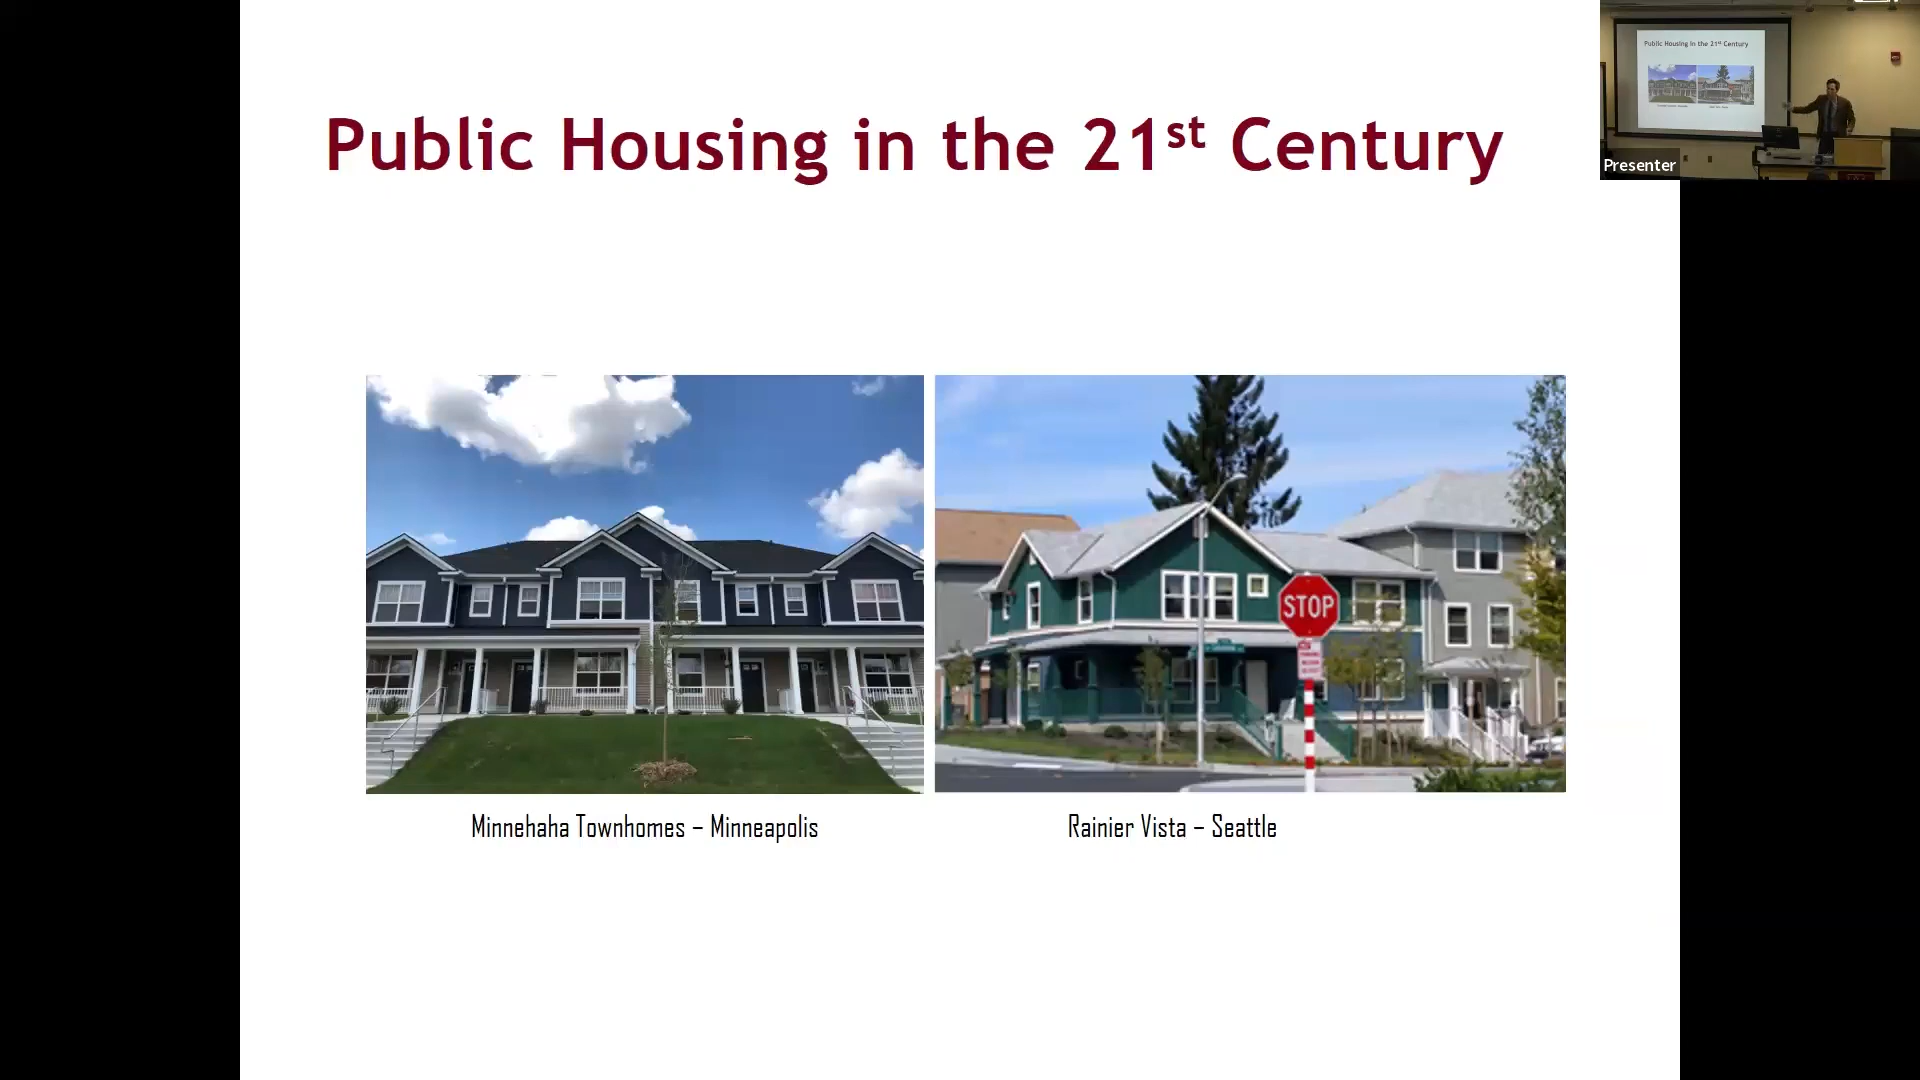 Public Housing in the 21st Century
Public Housing in the 21st Century
Presenter
STOP
Minnehaha Townhomes – Minneapolis
Rainier Vista – Seattle